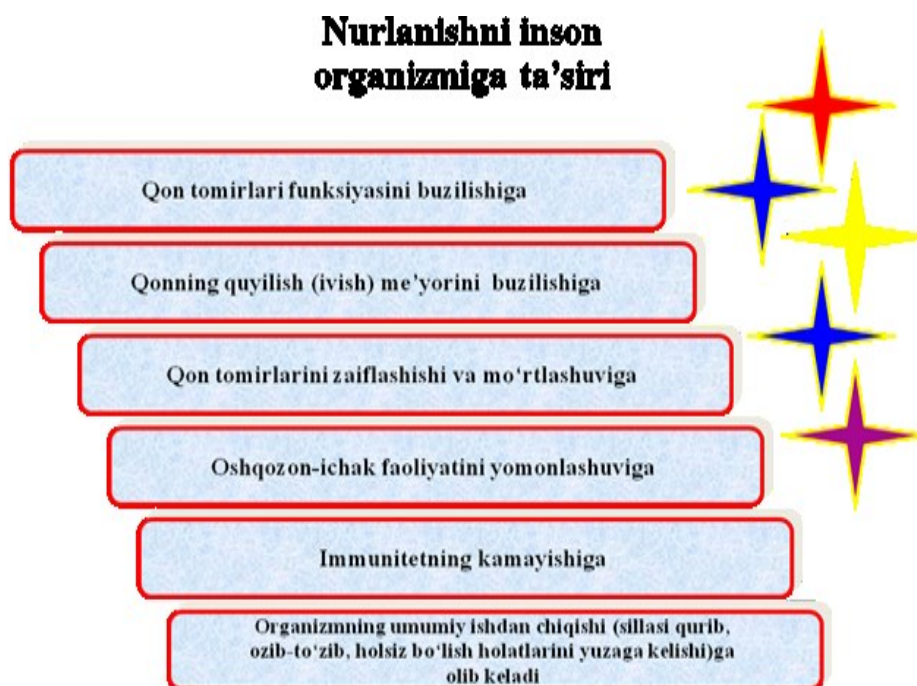 Nurlanishni inson
organizmiga ta’siri
Qon tomirlari funksiyasini buzilishiga
Qonning quyilish (ivish) me’yorini buzilishiga
Qon tomirlarini zaiflashishi va mo‘rtlashuviga
Oshqozon-ichak faoliyatini yomonlashuviga
Immunitetning kamayishiga
Organizmning umumiy ishdan chiqishi (sillasi qurib,
ozib-to‘zib, holsiz bo‘lish holatlarini yuzaga kelishi)ga
olib keladi